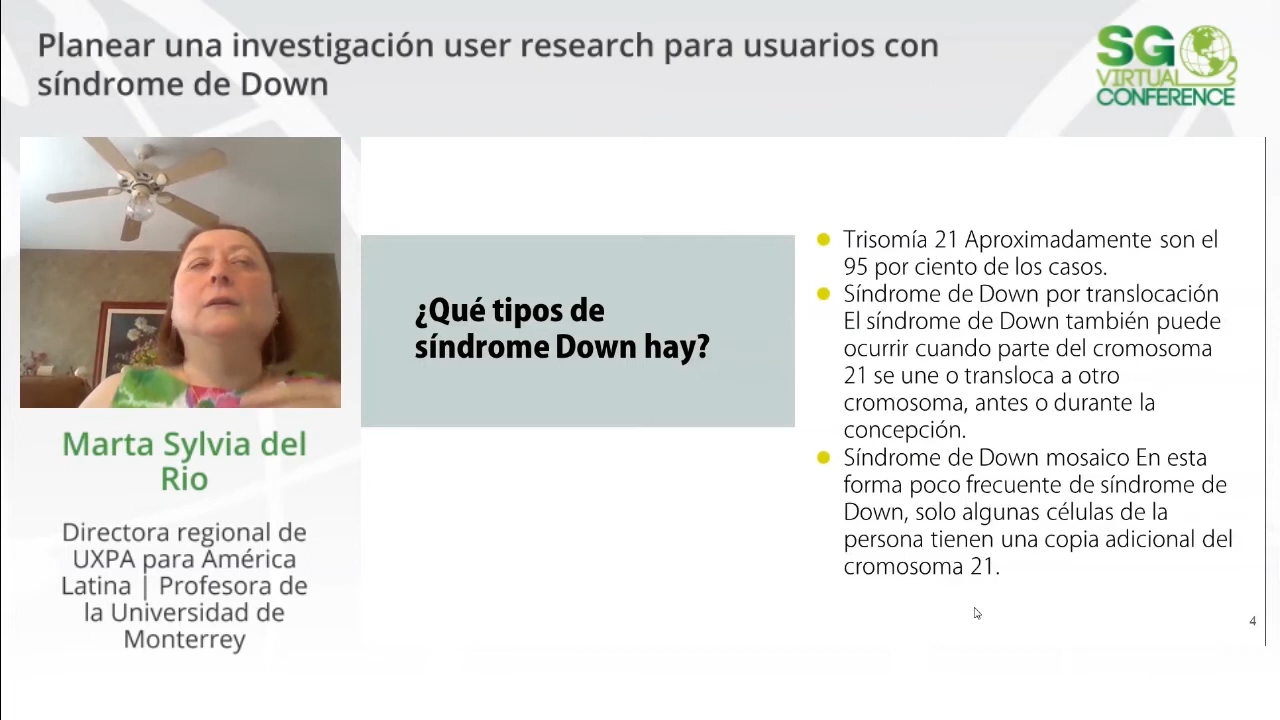 Planear una investigación user research para usuarios con
síndrome de Down
SG
VIRTUAL
CONFERENCE
Marta Sylvia del
Rio
Directora regional de
UXPA para América
Latina | Profesora de
la Universidad de
Monterrey
¿Qué tipos de
síndrome Down hay?
Trisomía 21 Aproximadamente son el
95 por ciento de los casos.
Síndrome de Down por translocación
El síndrome de Down también puede
ocurrir cuando parte del cromosoma
21 se une o transloca a otro
cromosoma, antes o durante la
concepción.
Síndrome de Down mosaico En esta
forma poco frecuente de síndrome de
Down, solo algunas células de la
persona tienen una copia adicional del
cromosoma 21.
4